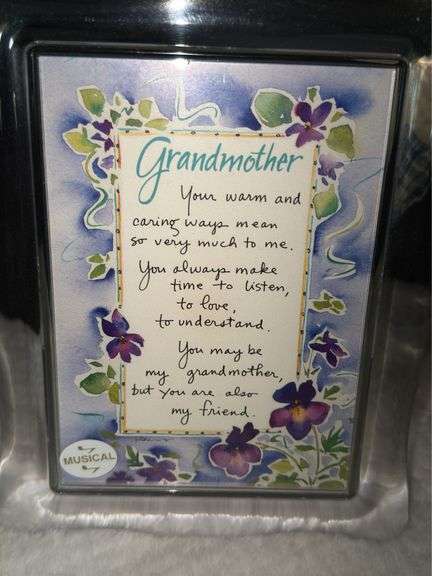 Grandmother
Your warm and
caring ways mean
so very much to me.
You always make
time to listen,
to love,
to understand.
You may be
my grandmother,
but you are also
my friend.
MUSICAL